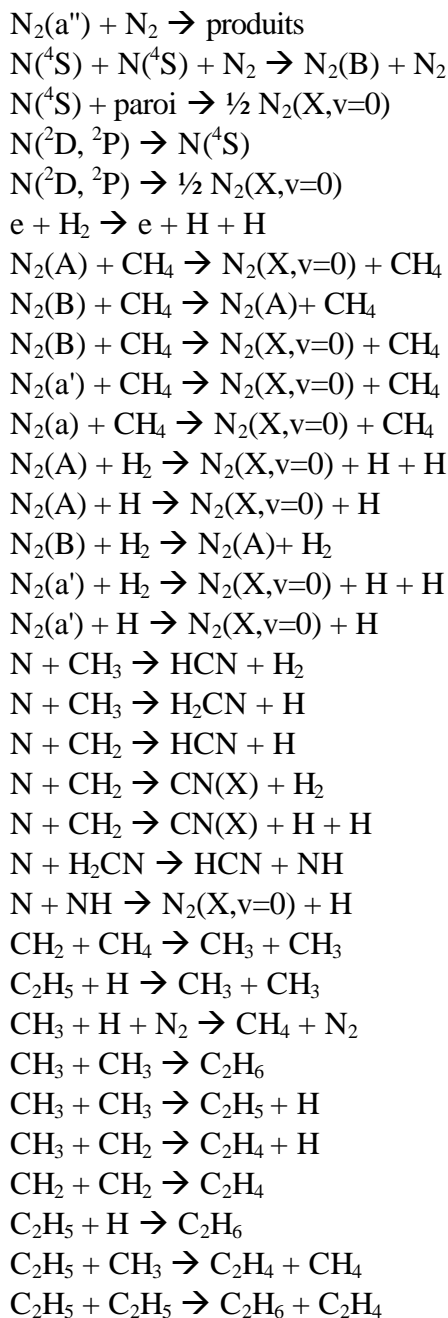 N₂(a") + N₂ → produits
N(⁴S) + N(⁴S) + N₂ → N₂(B) + N₂
N(⁴S) + paroi → ½ N₂(X,v=0)
N(²D, ²P) → N(⁴S)
N(²D, ²P) → ½ N₂(X,v=0)
e + H₂ → e + H + H
N₂(A) + CH₄ → N₂(X,v=0) + CH₄
N₂(B) + CH₄ → N₂(A)+ CH₄
N₂(B) + CH₄ → N₂(X,v=0) + CH₄
N₂(a') + CH₄ → N₂(X,v=0) + CH₄
N₂(a) + CH₄ → N₂(X,v=0) + CH₄
N₂(A) + H₂ → N₂(X,v=0) + H + H
N₂(A) + H → N₂(X,v=0) + H
N₂(B) + H₂ → N₂(A)+ H₂
N₂(a') + H₂ → N₂(X,v=0) + H + H
N₂(a') + H → N₂(X,v=0) + H
N + CH₃ → HCN + H₂
N + CH₃ → H₂CN + H
N + CH₂ → HCN + H
N + CH₂ → CN(X) + H₂
N + CH₂ → CN(X) + H + H
N + H₂CN → HCN + NH
N + NH → N₂(X,v=0) + H
CH₂ + CH₄ → CH₃ + CH₃
C₂H₅ + H → CH₃ + CH₃
CH₃ + H + N₂ → CH₄ + N₂
CH₃ + CH₃ → C₂H₆
CH₃ + CH₃ → C₂H₅ + H
CH₃ + CH₂ → C₂H₄ + H
CH₂ + CH₂ → C₂H₄
C₂H₅ + H → C₂H₆
C₂H₅ + CH₃ → C₂H₄ + CH₄
C₂H₅ + C₂H₅ → C₂H₆ + C₂H₄